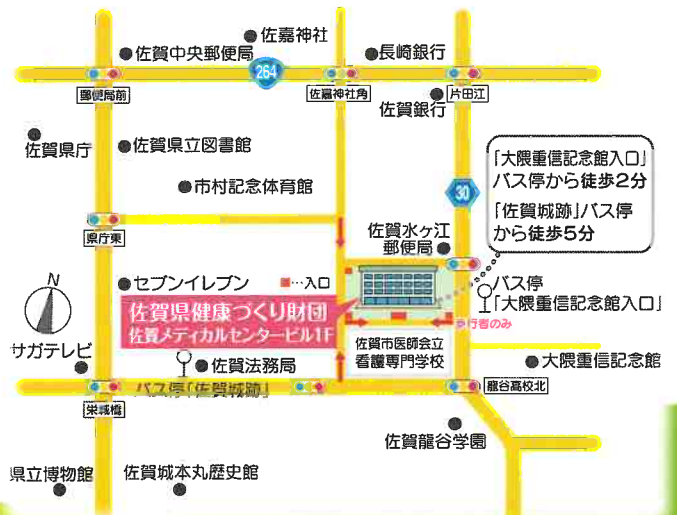 佐嘉神社
佐賀中央郵便局
長崎銀行
264
郵便局前
佐嘉神社角
片田江
佐賀銀行
佐賀県庁
佐賀県立図書館
「大隈重信記念館入口」
バス停から徒歩2分
「佐賀城跡」バス停
から徒歩5分
市村記念体育館
30
県庁東
佐賀水ヶ江
郵便局
N
セブンイレブン
■…入口
バス停
「大隈重信記念館入口」
佐賀県健康づくり財団
佐賀メディカルセンタービル1F
歩行者のみ
サガテレビ
佐賀市医師会立
看護専門学校
佐賀法務局
大隈重信記念館
バス停「佐賀城跡」
栄城橋
龍谷高校北
佐賀龍谷学園
県立博物館
佐賀城本丸歴史館